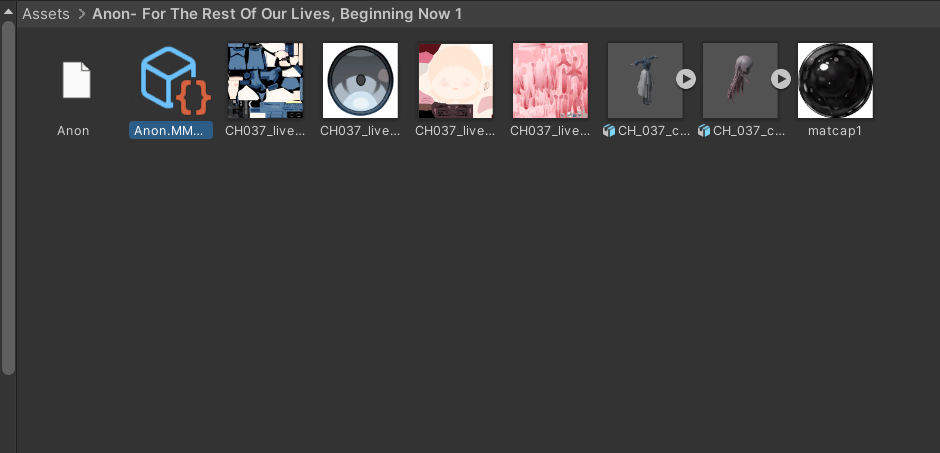 Assets > Anon- For The Rest Of Our Lives, Beginning Now 1
Anon
Anon.MM...
CH037_live...
CH037_live...
CH037_live...
CH037_live...
CH_037_c...
CH_037_c...
matcap1